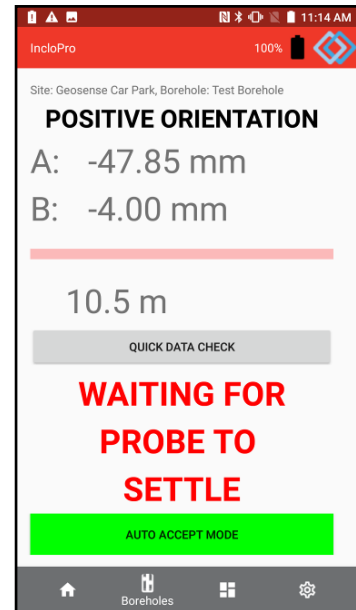 11:14 AM
IncloPro
100%
Site: Geosense Car Park, Borehole: Test Borehole
POSITIVE ORIENTATION
A: -47.85 mm
B: -4.00 mm
10.5 m
QUICK DATA CHECK
WAITING FOR
PROBE TO
SETTLE
AUTO ACCEPT MODE
Boreholes